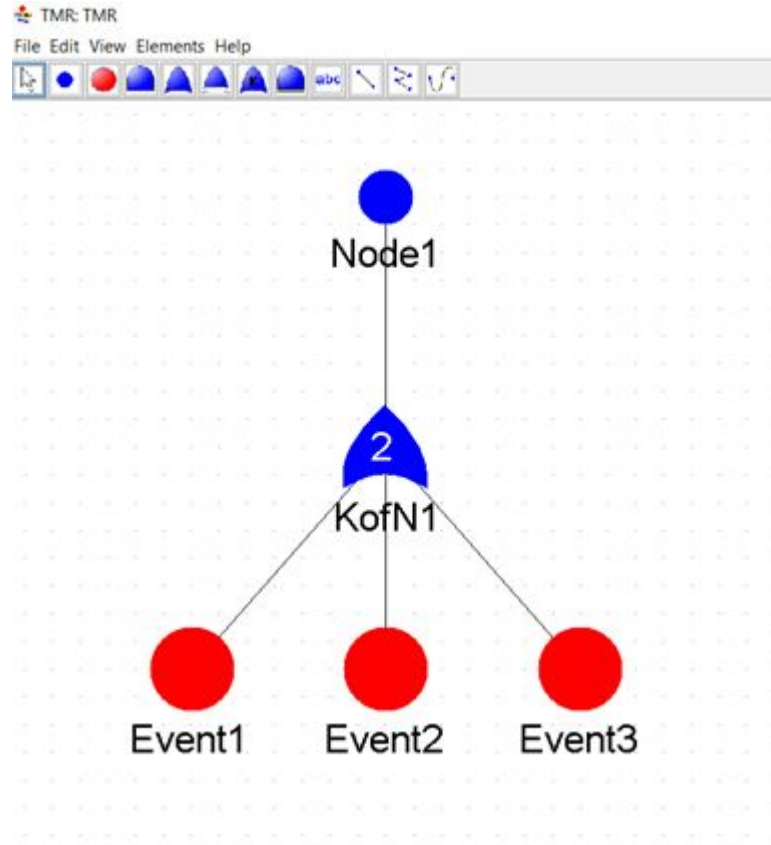 TMR: TMR
File Edit View Elements Help
K abc
Node1
2
KofN1
Event1 Event2 Event3